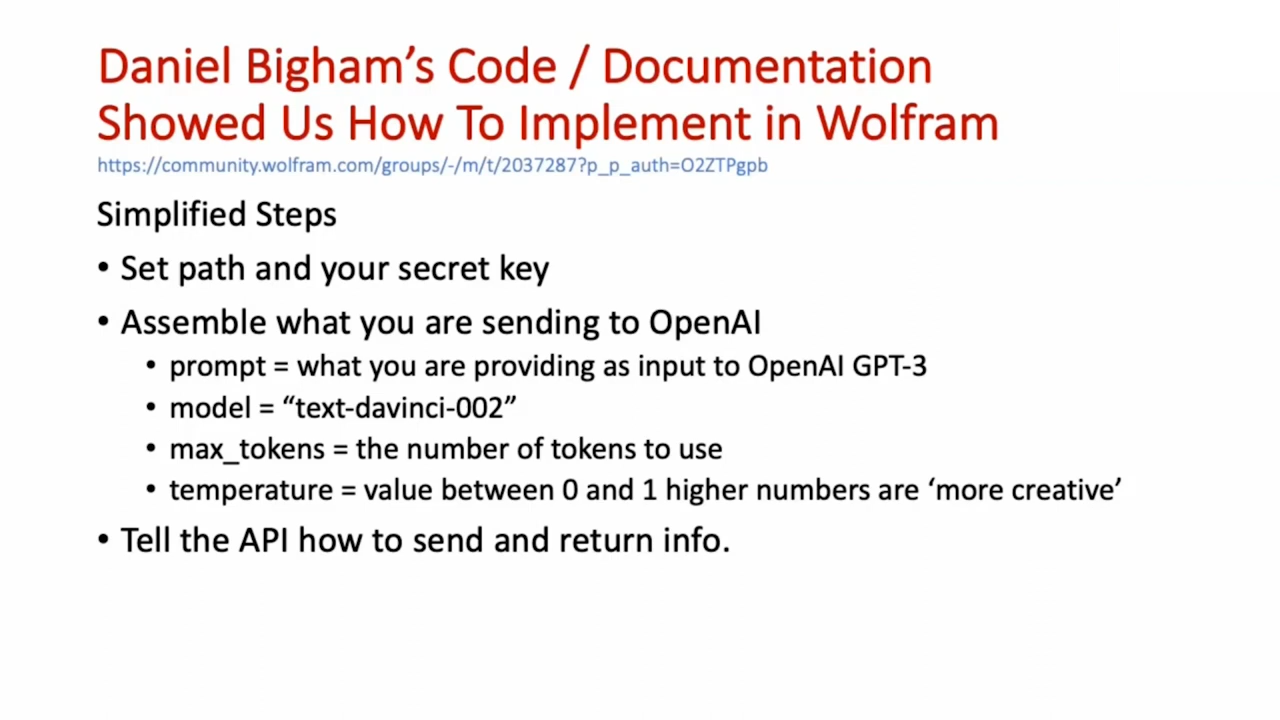 Daniel Bigham’s Code / Documentation
Showed Us How To Implement in Wolfram
https://community.wolfram.com/groups/-/m/t/2037287?p_p_auth=O2ZTPgpb
Simplified Steps
• Set path and your secret key
• Assemble what you are sending to OpenAI
• prompt = what you are providing as input to OpenAI GPT-3
• model = “text-davinci-002”
• max_tokens = the number of tokens to use
• temperature = value between 0 and 1 higher numbers are ‘more creative’
• Tell the API how to send and return info.